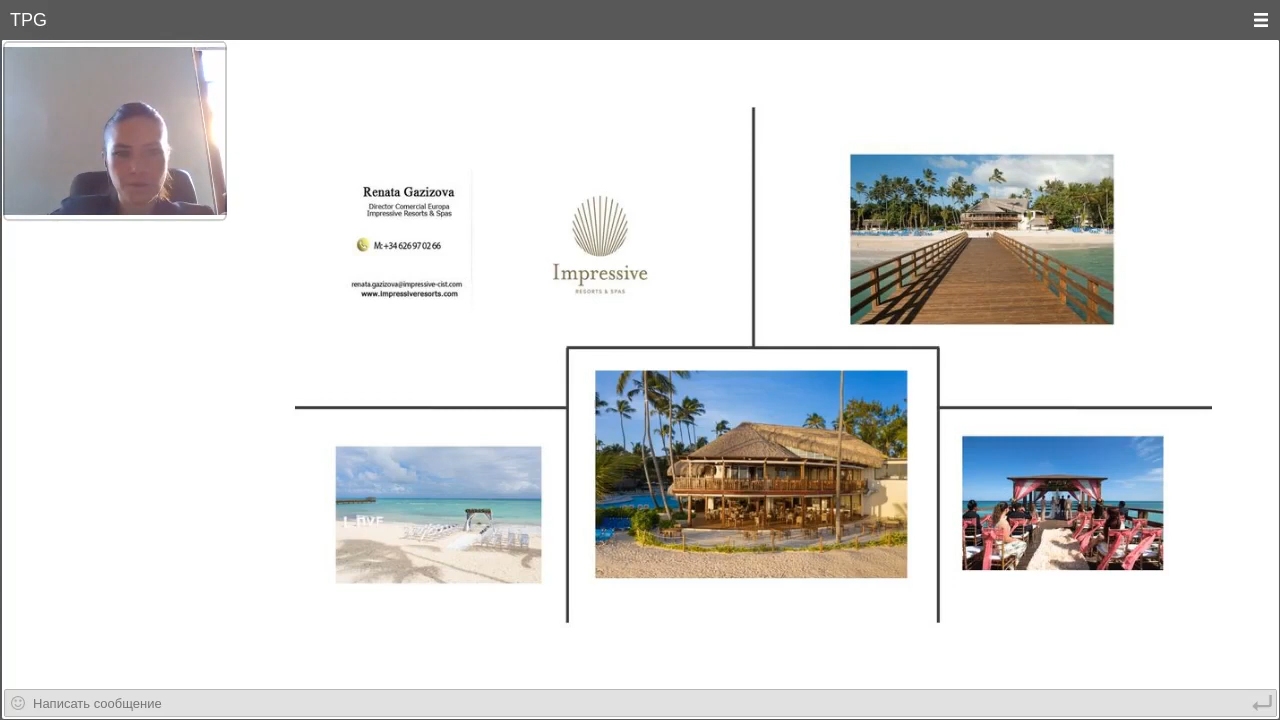 TPG
Renata Gazizova
Director Comercial Europa
Impressive Resorts & Spas
M: +34 626 97 02 66
renata.gazizova@impressive-cist.com
www.impressiveresorts.com
Impressive
RESORTS & SPAS
LOVE
Написать сообщение